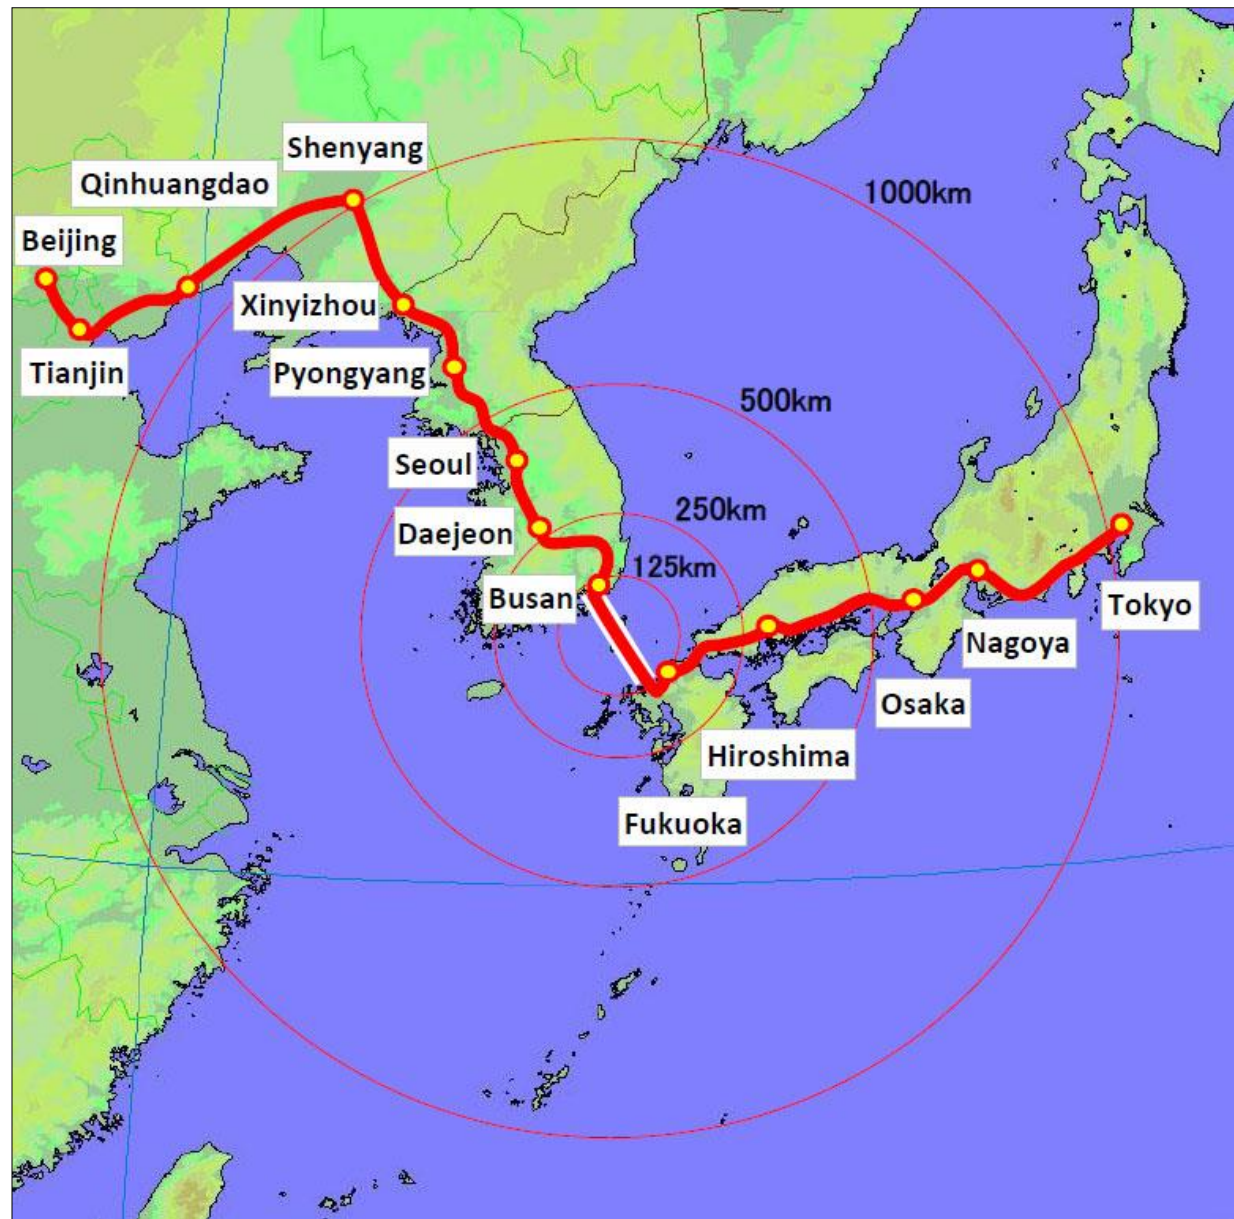 Shenyang
Qinhuangdao
1000km
Beijing
Xinyizhou
Tianjin
Pyongyang
500km
Seoul
250km
Daejeon
125km
Busan
Tokyo
Nagoya
Osaka
Hiroshima
Fukuoka